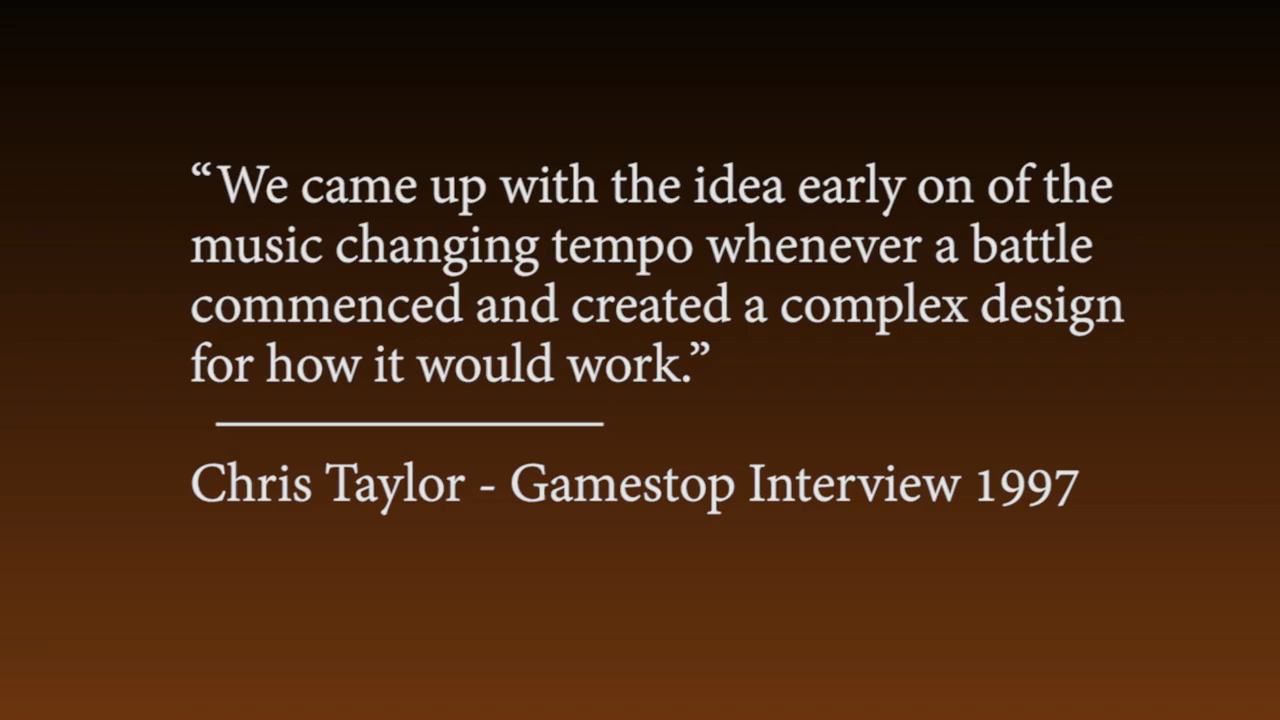 “We came up with the idea early on of the
music changing tempo whenever a battle
commenced and created a complex design
for how it would work.”
Chris Taylor - Gamestop Interview 1997